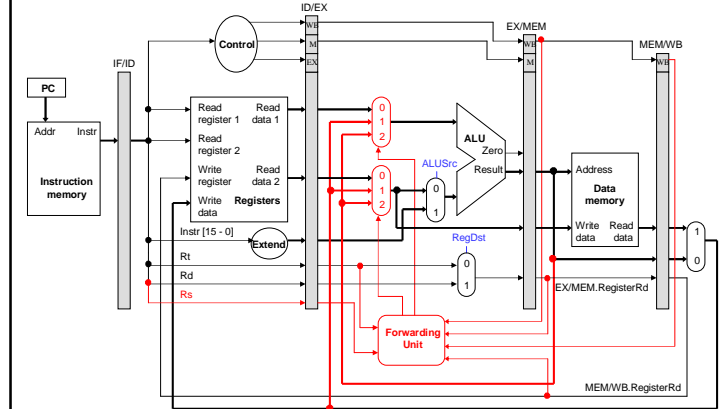 ID/EX
EX/MEM
MEM/WB
IF/ID
WB
M
EX
Control
WB
M
WB
PC
Addr Instr
Instruction
memory
Read
register 1
Read
data 1
Read
register 2
Write
register
Read
data 2
Write
data
Registers
0
1
2
0
1
2
ALU
Zero
Result
ALUSrc
0
1
Address
Data
memory
Write
data
Read
data
1
0
Instr [15 - 0]
Extend
RegDst
Rt
Rd
Rs
0
1
EX/MEM.RegisterRd
Forwarding
Unit
MEM/WB.RegisterRd